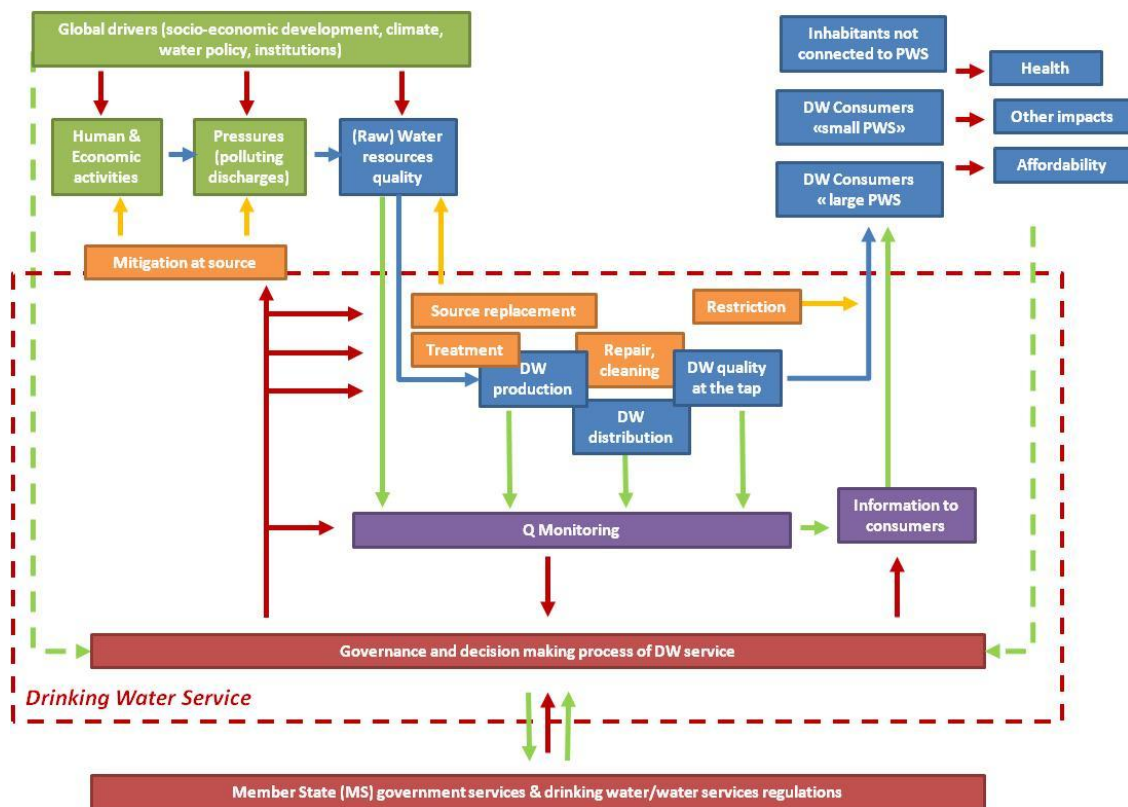 Global drivers (socio-economic development, climate,
water policy, institutions)
Inhabitants not
connected to PWS
Health
Human &
Economic
activities
Pressures
(polluting
discharges)
(Raw) Water
resources
quality
DW Consumers
«small PWS»
Other impacts
DW Consumers
« large PWS
Affordability
Mitigation at source
Source replacement
Restriction
Treatment
Repair,
cleaning
DW
production
DW quality
at the tap
DW
distribution
Q Monitoring
Information to
consumers
Governance and decision making process of DW service
Drinking Water Service
Member State (MS) government services & drinking water/water services regulations